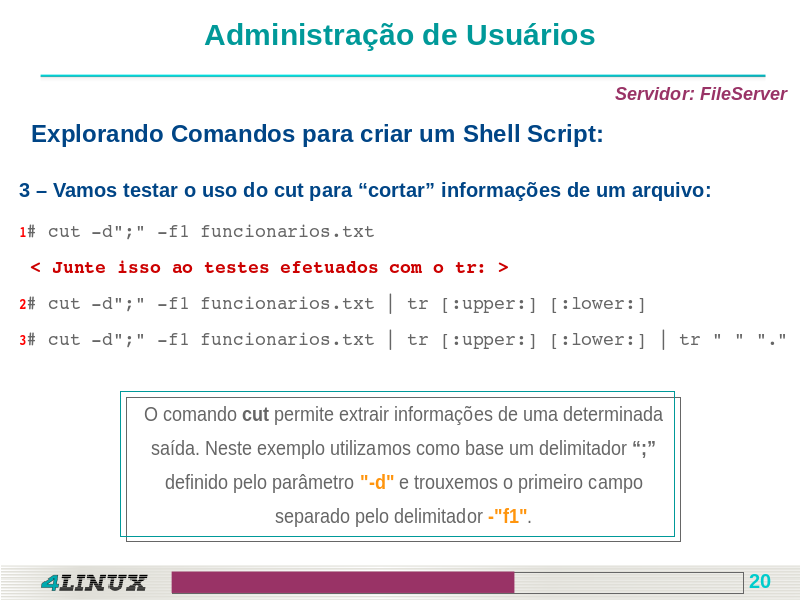 Administração de Usuários
Servidor: FileServer
Explorando Comandos para criar um Shell Script:
3 – Vamos testar o uso do cut para “cortar” informações de um arquivo:
1# cut -d";" -f1 funcionarios.txt
< Junte isso ao testes efetuados com o tr: >
2# cut -d";" -f1 funcionarios.txt | tr [:upper:] [:lower:]
3# cut -d";" -f1 funcionarios.txt | tr [:upper:] [:lower:] | tr " " "."
O comando cut permite extrair informações de uma determinada
saída. Neste exemplo utilizamos como base um delimitador “;”
definido pelo parâmetro "-d" e trouxemos o primeiro campo
separado pelo delimitador -"f1".
4LINUX
20